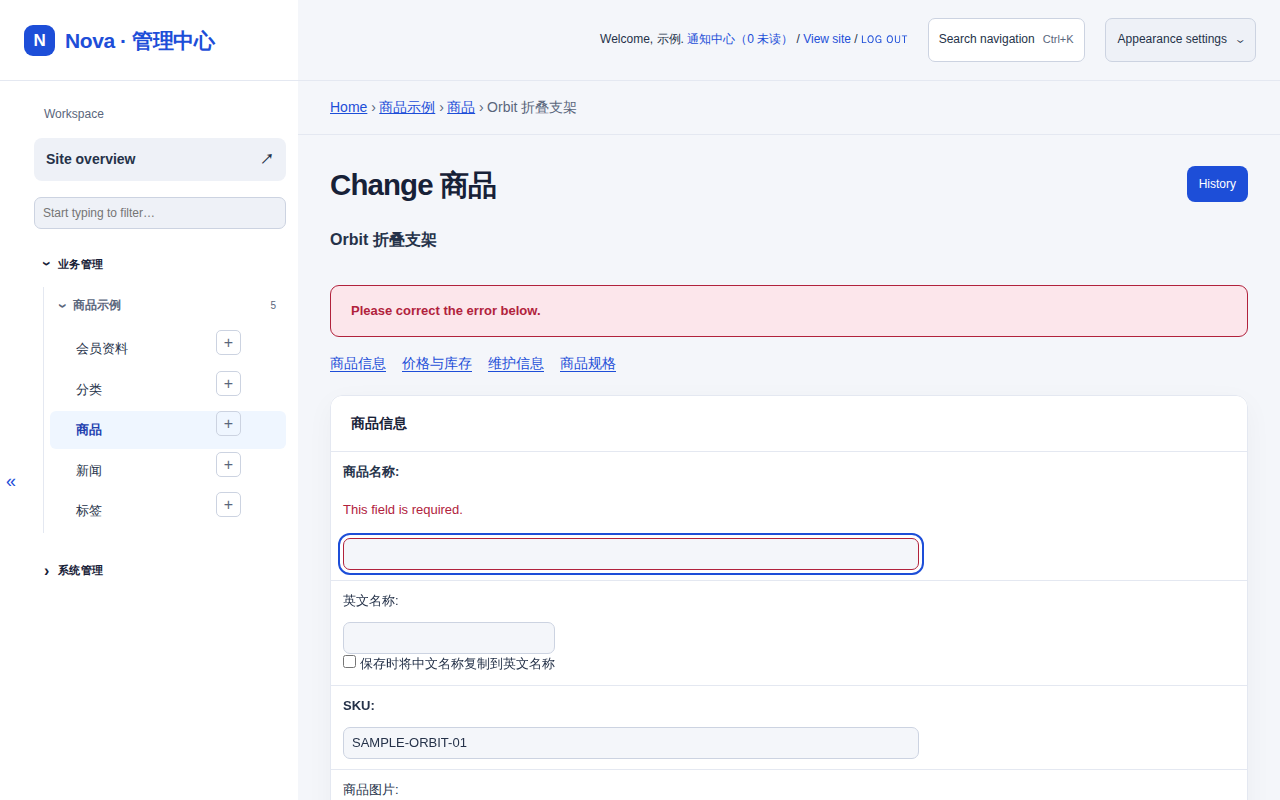 N Nova · 管理中心
Welcome, 示例. 通知中心（0 未读） / View site / LOG OUT
Search navigation Ctrl+K
Appearance settings
Workspace
Site overview ↗
Start typing to filter…
业务管理
商品示例 5
会员资料 +
分类 +
商品 +
新闻 +
标签 +
系统管理
«
Home › 商品示例 › 商品 › Orbit 折叠支架
Change 商品
History
Orbit 折叠支架
Please correct the error below.
商品信息 价格与库存 维护信息 商品规格
商品信息
商品名称:
This field is required.
英文名称:
保存时将中文名称复制到英文名称
SKU:
SAMPLE-ORBIT-01
商品图片: